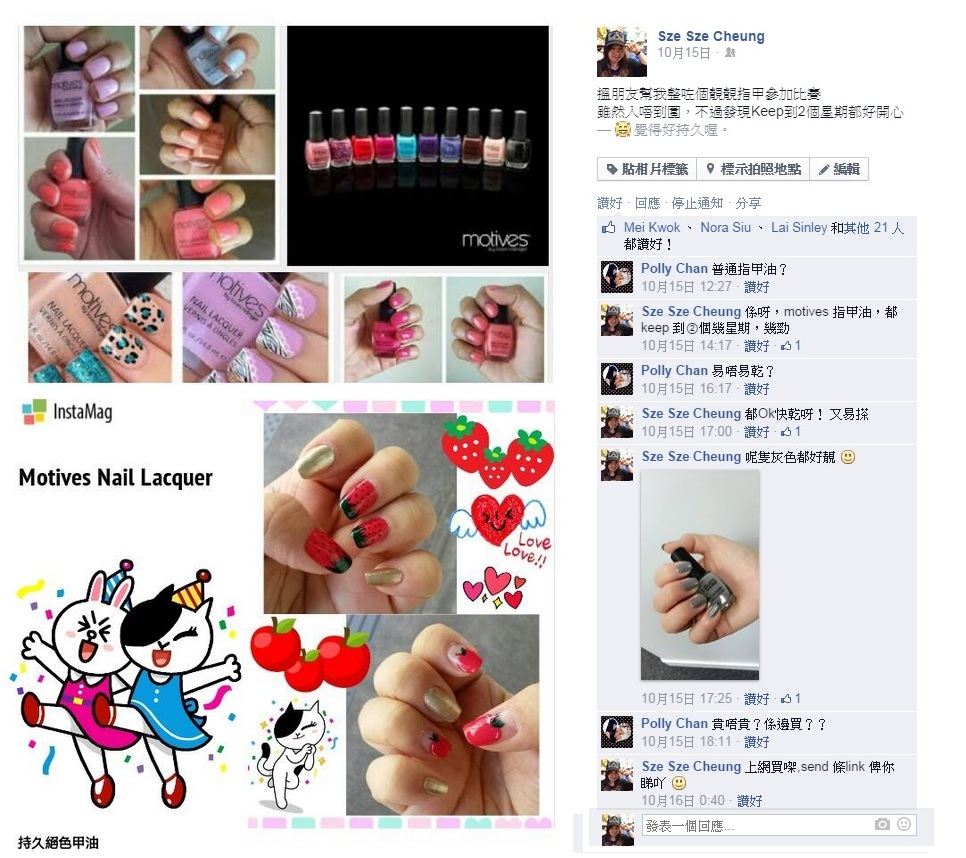 motives
motives
NAIL LACQUER
VERNIS À ONGLES
InstaMag
Motives Nail Lacquer
Love
Love!!
持久絕色甲油
Sze Sze Cheung
10月15日
搵朋友幫我整咗個靚靚指甲參加比賽
雖然入唔到圍,不過發現Keep到2個星期都好開心
— 覺得好持久喔。
貼相片標籤 標示拍照地點 編輯
讚好 · 回應 · 停止通知 · 分享
Mei Kwok 、 Nora Siu 、 Lai Sinley 和其他 21 人
都讚好!
Polly Chan 普通指甲油?
10月15日 12:27 · 讚好
Sze Sze Cheung 係呀,motives 指甲油,都
keep 到②個幾星期,幾勁
10月15日 14:17 · 讚好 · 1
Polly Chan 易唔易乾?
10月15日 16:17 · 讚好
Sze Sze Cheung 都Ok快乾呀! 又易搽
10月15日 17:00 · 讚好 · 1
Sze Sze Cheung 呢隻灰色都好靚
10月15日 17:25 · 讚好 · 1
Polly Chan 貴唔貴?係邊買??
10月15日 18:11 · 讚好
Sze Sze Cheung 上網買㗎,send 條link 俾你
睇吖
10月16日 0:40 · 讚好
發表一個回應...